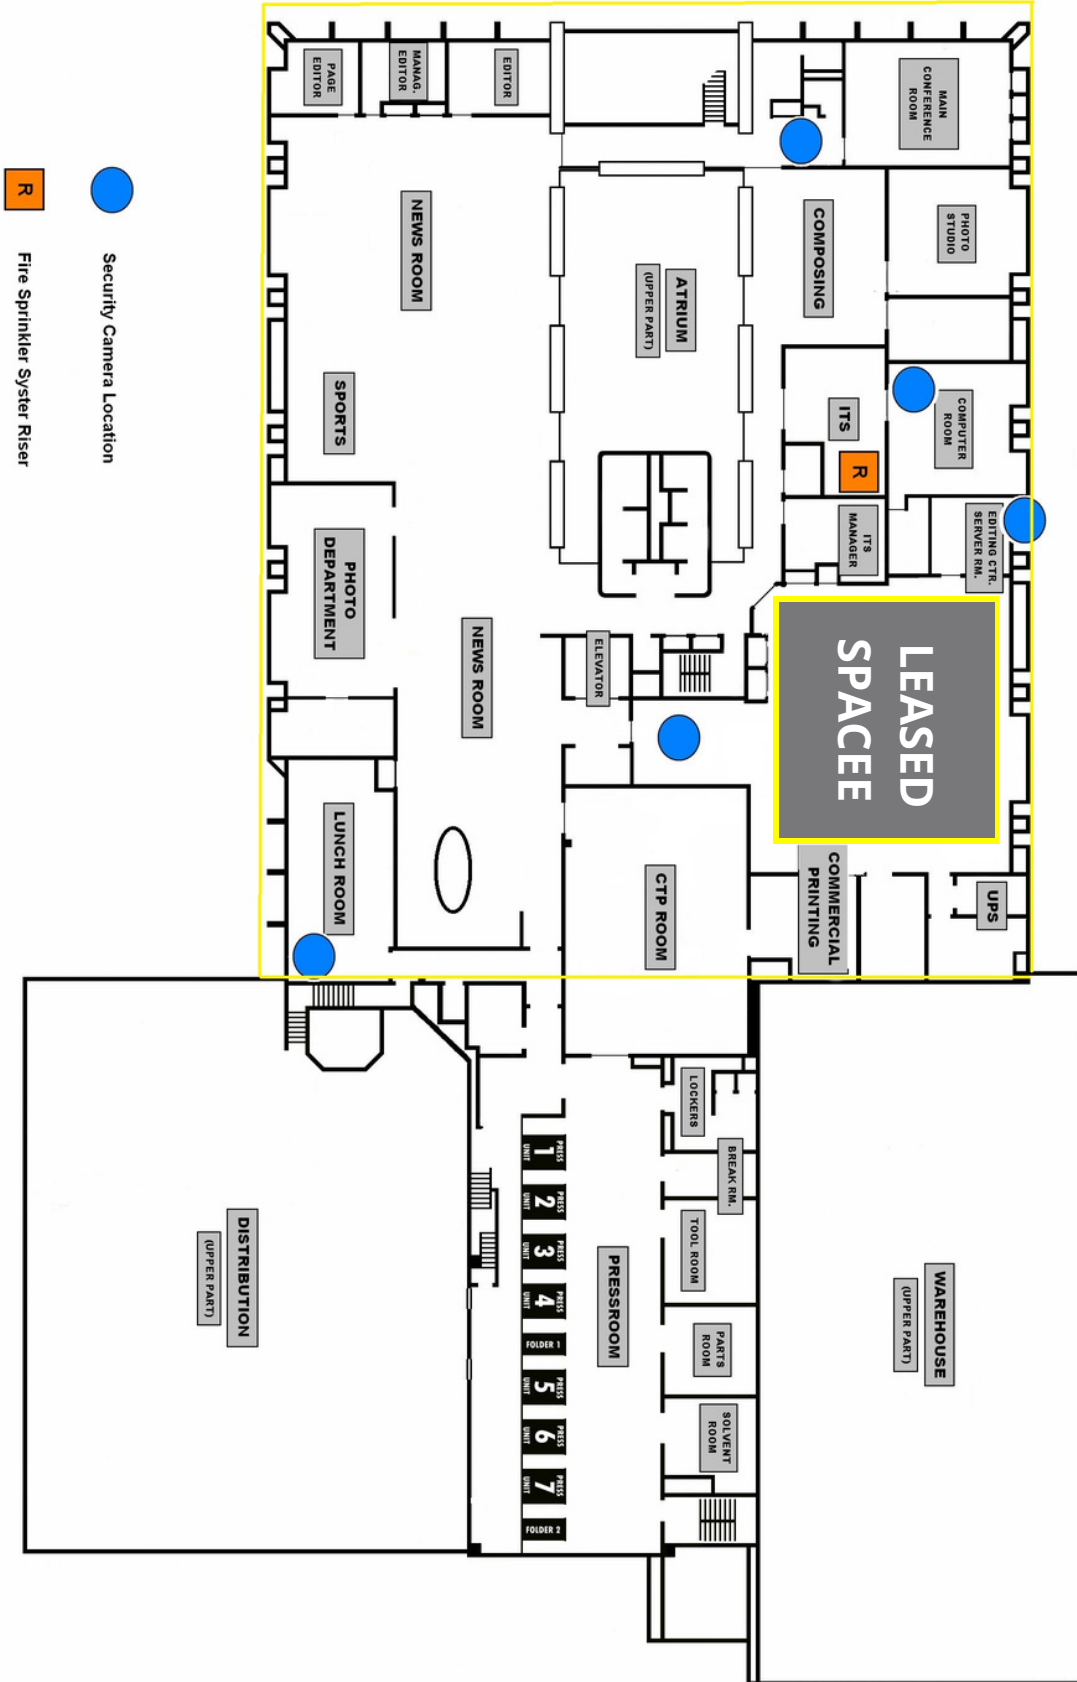 PAGE
EDITOR
MANAG.
EDITOR
EDITOR
MAIN
CONFERENCE
ROOM
NEWS ROOM
ATRIUM
(UPPER PART)
COMPOSING
PHOTO
STUDIO
SPORTS
ITS
R
COMPUTER
ROOM
ITS
MANAGER
EDITING CTR.
SERVER RM.
PHOTO
DEPARTMENT
NEWS ROOM
ELEVATOR
LEASED
SPACEE
LUNCH ROOM
CTP ROOM
COMMERCIAL
PRINTING
UPS
LOCKERS
BREAK RM.
TOOL ROOM
PARTS
ROOM
SOLVENT
ROOM
PRESSROOM
PRESS
1
UNIT
PRESS
2
UNIT
PRESS
3
UNIT
PRESS
4
UNIT
FOLDER 1
PRESS
5
UNIT
PRESS
6
UNIT
PRESS
7
UNIT
FOLDER 2
DISTRIBUTION
(UPPER PART)
WAREHOUSE
(UPPER PART)
Security Camera Location
R
Fire Sprinkler Syster Riser